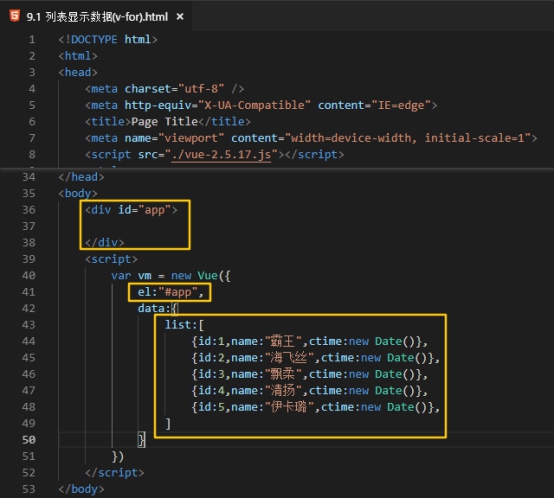 9.1 列表显示数据(v-for).html ×
1 <!DOCTYPE html>
2 <html>
3 <head>
4 <meta charset="utf-8" />
5 <meta http-equiv="X-UA-Compatible" content="IE=edge">
6 <title>Page Title</title>
7 <meta name="viewport" content="width=device-width, initial-scale=1">
8 <script src="./vue-2.5.17.js"></script>
34 </head>
35 <body>
36 <div id="app">
37
38 </div>
39 <script>
40 var vm = new Vue({
41 el:"#app",
42 data:{
43 list:[
44 {id:1,name:"霸王",ctime:new Date()},
45 {id:2,name:"海飞丝",ctime:new Date()},
46 {id:3,name:"飘柔",ctime:new Date()},
47 {id:4,name:"清扬",ctime:new Date()},
48 {id:5,name:"伊卡璐",ctime:new Date()},
49 ]
50 }
51 })
52 </script>
53 </body>